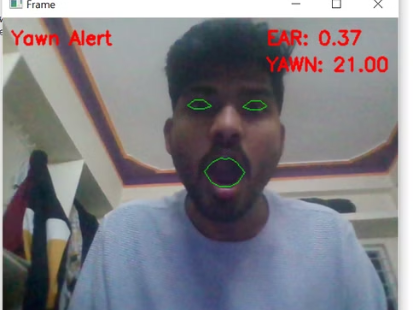 Frame
Yawn Alert
EAR: 0.37
YAWN: 21.00